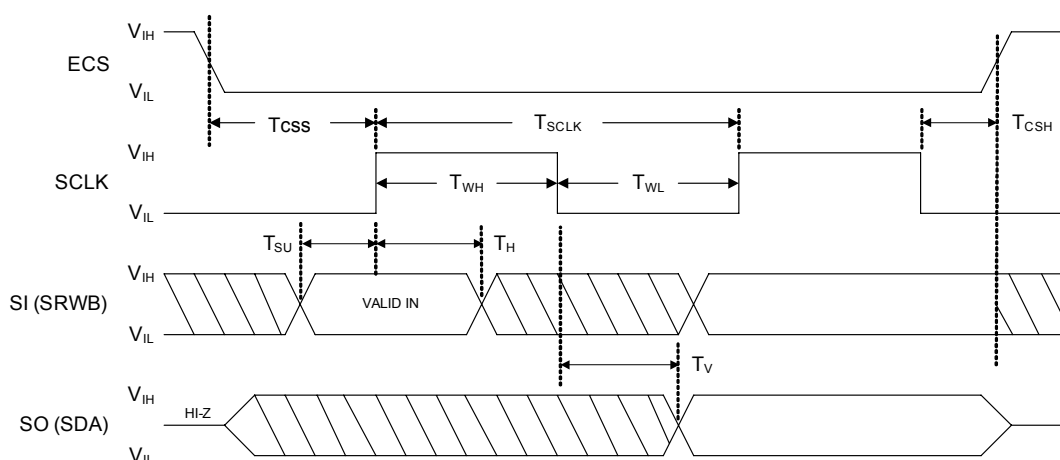 VIH
ECS
VIL
Tcss
TSCLK
TCSH
VIH
SCLK
VIL
TWH
TWL
TSU
TH
VIH
SI (SRWB)
VALID IN
VIL
TV
VIH
HI-Z
SO (SDA)
VIL